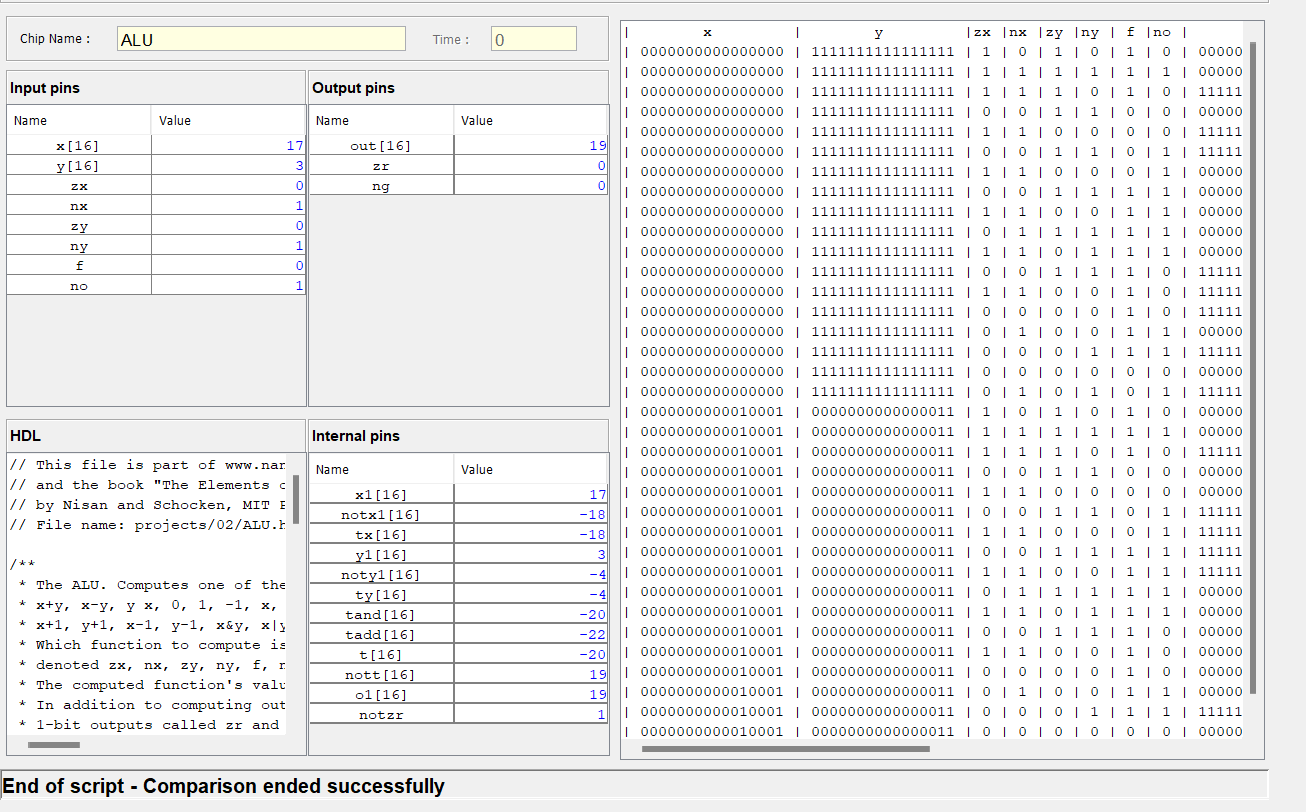 Chip Name : ALU Time : 0
Input pins
Name Value
x[16] 17
y[16] 3
zx 0
nx 1
zy 0
ny 1
f 0
no 1
Output pins
Name Value
out[16] 19
zr 0
ng 0
HDL
// This file is part of www.nan
// and the book "The Elements o
// by Nisan and Schocken, MIT P
// File name: projects/02/ALU.h
/**
* The ALU. Computes one of the
* x+y, x-y, y x, 0, 1, -1, x,
* x+1, y+1, x-1, y-1, x&y, x|y
* Which function to compute is
* denoted zx, nx, zy, ny, f, n
* The computed function's valu
* In addition to computing out
* 1-bit outputs called zr and
Internal pins
Name Value
x1[16] 17
notx1[16] -18
tx[16] -18
y1[16] 3
noty1[16] -4
ty[16] -4
tand[16] -20
tadd[16] -22
t[16] -20
nott[16] 19
o1[16] 19
notzr 1
| x | y |zx |nx |zy |ny | f |no |
| 0000000000000000 | 1111111111111111 | 1 | 0 | 1 | 0 | 1 | 0 | 00000
| 0000000000000000 | 1111111111111111 | 1 | 1 | 1 | 1 | 1 | 1 | 00000
| 0000000000000000 | 1111111111111111 | 1 | 1 | 1 | 0 | 1 | 0 | 11111
| 0000000000000000 | 1111111111111111 | 0 | 0 | 1 | 1 | 0 | 0 | 00000
| 0000000000000000 | 1111111111111111 | 1 | 1 | 0 | 0 | 0 | 0 | 11111
| 0000000000000000 | 1111111111111111 | 0 | 0 | 1 | 1 | 0 | 1 | 11111
| 0000000000000000 | 1111111111111111 | 1 | 1 | 0 | 0 | 0 | 1 | 00000
| 0000000000000000 | 1111111111111111 | 0 | 0 | 1 | 1 | 1 | 1 | 00000
| 0000000000000000 | 1111111111111111 | 1 | 1 | 0 | 0 | 1 | 1 | 00000
| 0000000000000000 | 1111111111111111 | 0 | 1 | 1 | 1 | 1 | 1 | 00000
| 0000000000000000 | 1111111111111111 | 1 | 1 | 0 | 1 | 1 | 1 | 00000
| 0000000000000000 | 1111111111111111 | 0 | 0 | 1 | 1 | 1 | 0 | 11111
| 0000000000000000 | 1111111111111111 | 1 | 1 | 0 | 0 | 1 | 0 | 11111
| 0000000000000000 | 1111111111111111 | 0 | 0 | 0 | 0 | 1 | 0 | 11111
| 0000000000000000 | 1111111111111111 | 0 | 1 | 0 | 0 | 1 | 1 | 00000
| 0000000000000000 | 1111111111111111 | 0 | 0 | 0 | 1 | 1 | 1 | 11111
| 0000000000000000 | 1111111111111111 | 0 | 0 | 0 | 0 | 0 | 0 | 00000
| 0000000000000000 | 1111111111111111 | 0 | 1 | 0 | 1 | 0 | 1 | 11111
| 0000000000010001 | 0000000000000011 | 1 | 0 | 1 | 0 | 1 | 0 | 00000
| 0000000000010001 | 0000000000000011 | 1 | 1 | 1 | 1 | 1 | 1 | 00000
| 0000000000010001 | 0000000000000011 | 1 | 1 | 1 | 0 | 1 | 0 | 11111
| 0000000000010001 | 0000000000000011 | 0 | 0 | 1 | 1 | 0 | 0 | 00000
| 0000000000010001 | 0000000000000011 | 1 | 1 | 0 | 0 | 0 | 0 | 00000
| 0000000000010001 | 0000000000000011 | 0 | 0 | 1 | 1 | 0 | 1 | 11111
| 0000000000010001 | 0000000000000011 | 1 | 1 | 0 | 0 | 0 | 1 | 11111
| 0000000000010001 | 0000000000000011 | 0 | 0 | 1 | 1 | 1 | 1 | 11111
| 0000000000010001 | 0000000000000011 | 1 | 1 | 0 | 0 | 1 | 1 | 11111
| 0000000000010001 | 0000000000000011 | 0 | 1 | 1 | 1 | 1 | 1 | 00000
| 0000000000010001 | 0000000000000011 | 1 | 1 | 0 | 1 | 1 | 1 | 00000
| 0000000000010001 | 0000000000000011 | 0 | 0 | 1 | 1 | 1 | 0 | 00000
| 0000000000010001 | 0000000000000011 | 1 | 1 | 0 | 0 | 1 | 0 | 00000
| 0000000000010001 | 0000000000000011 | 0 | 0 | 0 | 0 | 1 | 0 | 00000
| 0000000000010001 | 0000000000000011 | 0 | 1 | 0 | 0 | 1 | 1 | 00000
| 0000000000010001 | 0000000000000011 | 0 | 0 | 0 | 1 | 1 | 1 | 11111
| 0000000000010001 | 0000000000000011 | 0 | 0 | 0 | 0 | 0 | 0 | 00000
End of script - Comparison ended successfully